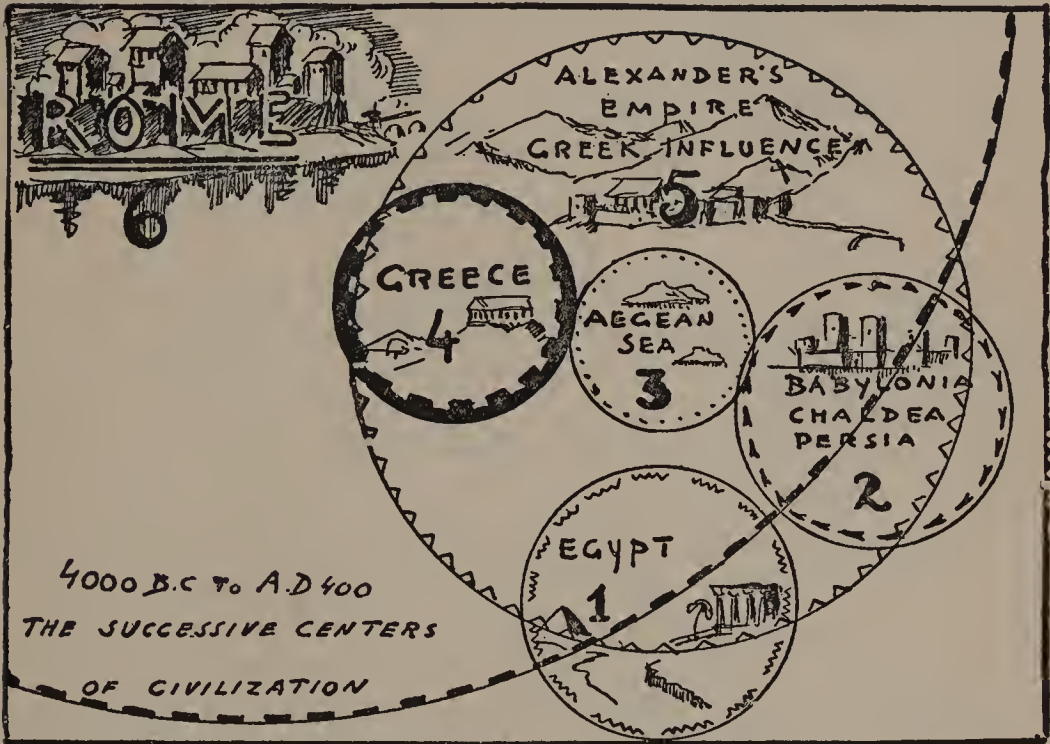 ROME
6
ALEXANDER'S
EMPIRE
GREEK INFLUENCE
5
GREECE
4
AEGEAN
SEA
3
BABYLONIA
CHALDEA
PERSIA
2
EGYPT
1
4000 B.C TO A.D 400
THE SUCCESSIVE CENTERS
OF CIVILIZATION